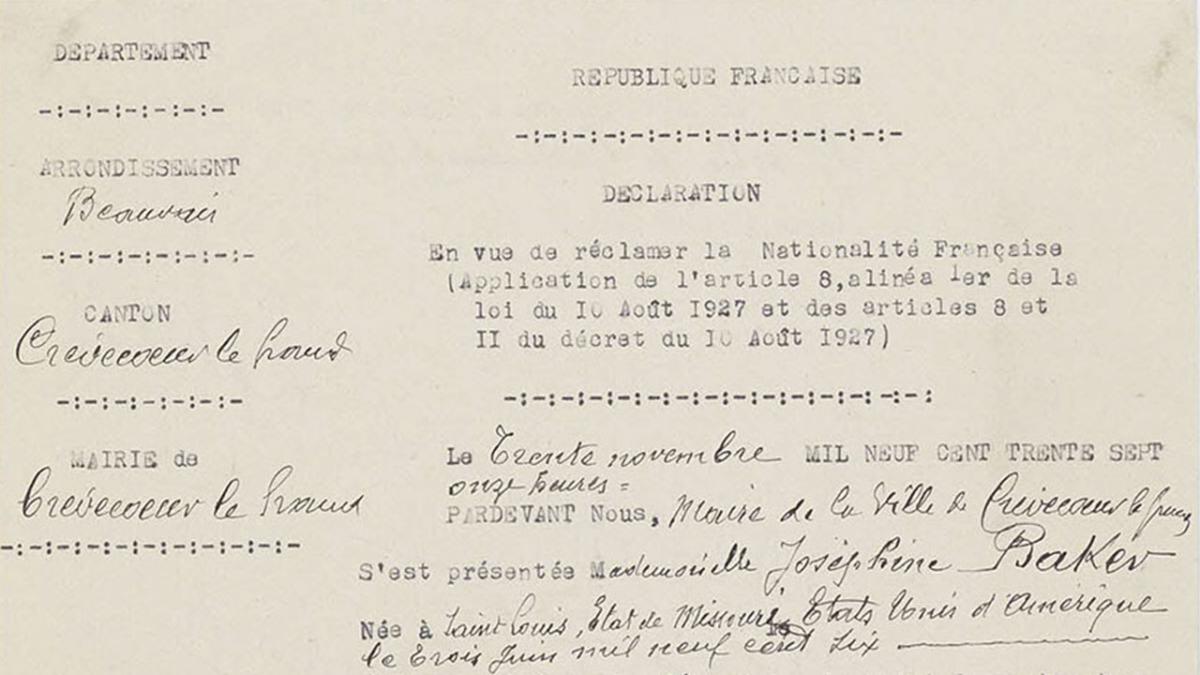 DEPARTEMENT
-:-:-:-:-:-:-
ARRONDISSEMENT
Beauvais
-:-:-:-:-:-:-:-
CANTON
Crèvecoeur le Grand
-:-:-:-:-:-:-
MAIRIE de
Crèvecoeur le Grand
-:-:-:-:-:-:-:-:-:-
REPUBLIQUE FRANCAISE
-:-:-:-:-:-:-:-:-:-:-:-:-
DECLARATION
En vue de réclamer la Nationalité Française
(Application de l'article 8,alinéa 1er de la
loi du I0 Août I927 et des articles 8 et
II du décret du I0 Août I927)
-:-:-:-:-:-:-:-:-:-:-:-:-:-:
Le Trente novembre MIL NEUF CENT TRENTE SEPT
onze heures =
PARDEVANT Nous, Maire de la Ville de Crèvecoeur le Grand
S'est présentée Mademoiselle Joséphine Baker
Née à Saint Louis, Etat de Missouri, Etats Unis d'Amérique
le Trois Juin mil neuf cent six